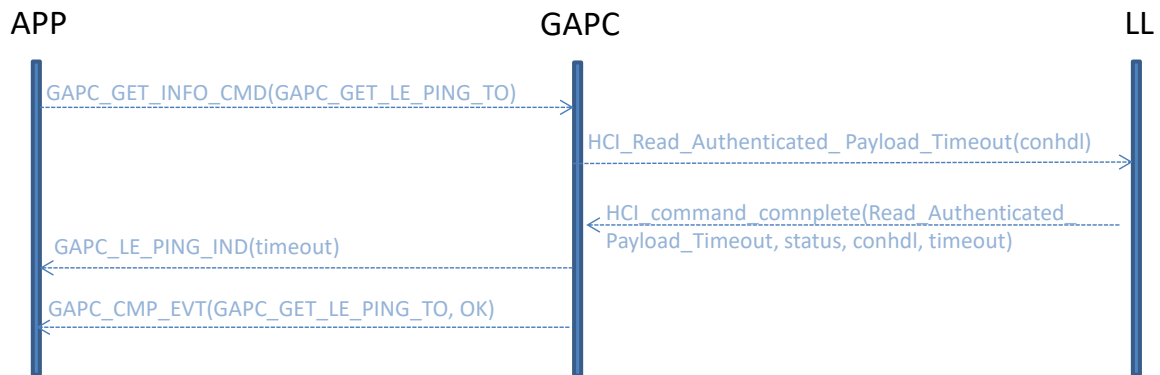 APP GAPC LL
GAPC_GET_INFO_CMD(GAPC_GET_LE_PING_TO)
HCI_Read_Authenticated_ Payload_Timeout(conhdl)
HCI_command_comnplete(Read_Authenticated_
Payload_Timeout, status, conhdl, timeout)
GAPC_LE_PING_IND(timeout)
GAPC_CMP_EVT(GAPC_GET_LE_PING_TO, OK)